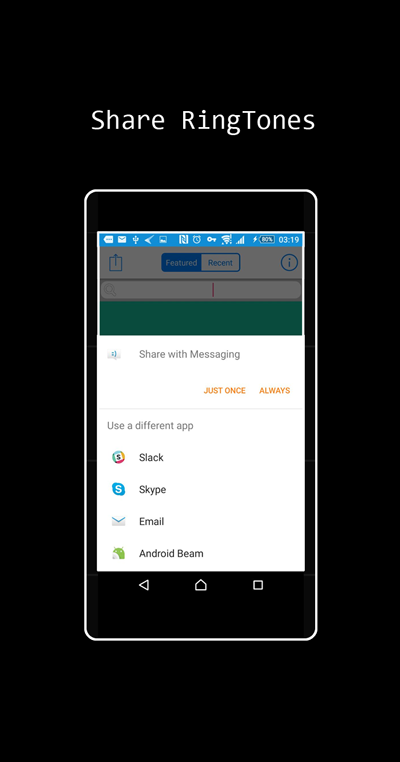 Share RingTones
80%
03:19
Featured
Recent
Share with Messaging
JUST ONCE
ALWAYS
Use a different app
Slack
Skype
Email
Android Beam